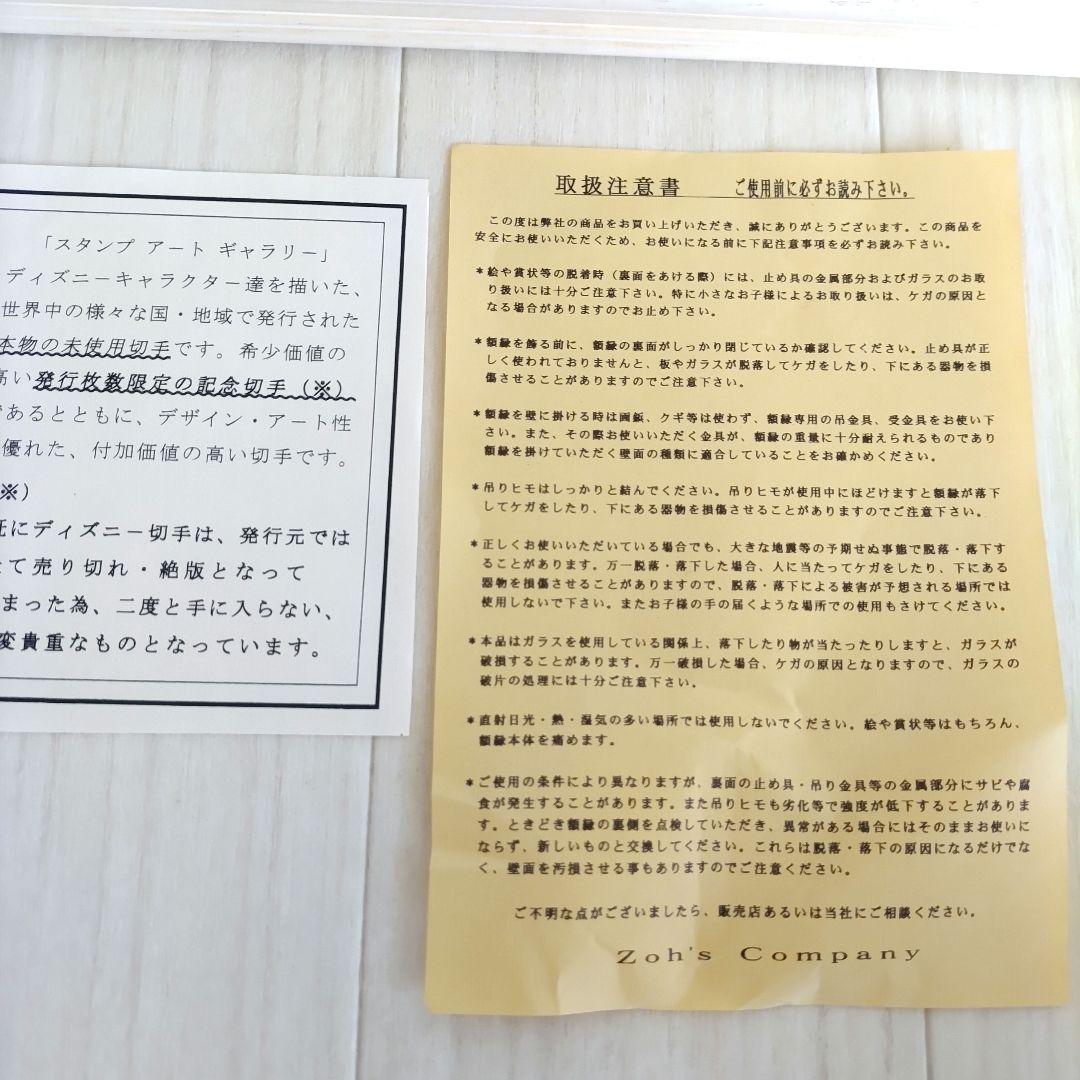 「スタンプ アート ギャラリー」
ディズニーキャラクター達を描いた、
世界中の様々な国・地域で発行された
本物の未使用切手です。希少価値の
高い発行枚数限定の記念切手(※)
であるとともに、デザイン・アート性
優れた、付加価値の高い切手です。
※)
既にディズニー切手は、発行元では
て売り切れ・絶版となって
まった為、二度と手に入らない、
変貴重なものとなっています。
取扱注意書 ご使用前に必ずお読み下さい。
この度は弊社の商品をお買い上げいただき、誠にありがとうございます。この商品を
安全にお使いいただくため、お使いになる前に下記注意事項を必ずお読み下さい。
＊絵や賞状等の脱着時(裏面をあける際)には、止め具の金属部分およびガラスのお取
り扱いには十分ご注意下さい。特に小さなお子様によるお取り扱いは、ケガの原因と
なる場合がありますのでお止め下さい。
＊額縁を飾る前に、額縁の裏面がしっかり閉じているか確認してください。止め具が正
しく使われておりませんと、板やガラスが脱落してケガをしたり、下にある器物を損
傷させることがありますのでご注意下さい。
＊額縁を壁に掛ける時は画鋲、クギ等は使わず、額縁専用の吊金具、受金具をお使い下
さい。また、その際お使いいただく金具が、額縁の重量に十分耐えられるものであり
額縁を掛けていただく壁面の種類に適合していることをお確かめください。
＊吊りヒモはしっかりと結んでください。吊りヒモが使用中にほどけますと額縁が落下
してケガをしたり、下にある器物を損傷させることがありますのでご注意下さい。
＊正しくお使いいただいている場合でも、大きな地震等の予期せぬ事態で脱落・落下す
ることがあります。万一脱落・落下した場合、人に当たってケガをしたり、下にある
器物を損傷させることがありますので、脱落・落下による被害が予想される場所では
使用しないで下さい。またお子様の手の届くような場所での使用もさけてください。
＊本品はガラスを使用している関係上、落下したり物が当たったりしますと、ガラスが
破損することがあります。万一破損した場合、ケガの原因となりますので、ガラスの
破片の処理には十分ご注意下さい。
＊直射日光・熱・湿気の多い場所では使用しないでください。絵や賞状等はもちろん、
額縁本体を痛めます。
＊ご使用の条件により異なりますが、裏面の止め具・吊り金具等の金属部分にサビや腐
食が発生することがあります。また吊りヒモも劣化等で強度が低下することがありま
す。ときどき額縁の裏側を点検していただき、異常がある場合にはそのままお使いに
ならず、新しいものと交換してください。これらは脱落・落下の原因になるだけでな
く、壁面を汚損させる事もありますのでご注意ください。
ご不明な点がございましたら、販売店あるいは当社にご相談ください。
Zoh's Company